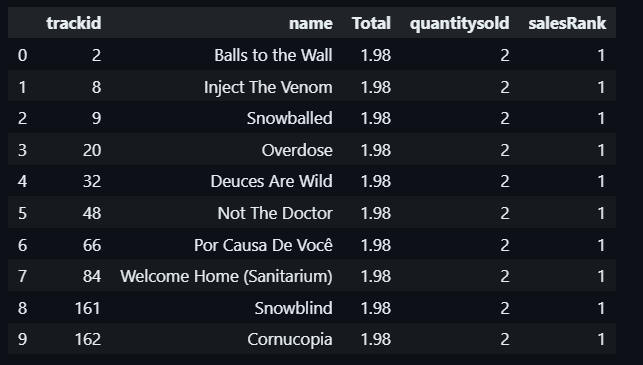 trackid name Total quantitysold salesRank
0 2 Balls to the Wall 1.98 2 1
1 8 Inject The Venom 1.98 2 1
2 9 Snowballed 1.98 2 1
3 20 Overdose 1.98 2 1
4 32 Deuces Are Wild 1.98 2 1
5 48 Not The Doctor 1.98 2 1
6 66 Por Causa De Você 1.98 2 1
7 84 Welcome Home (Sanitarium) 1.98 2 1
8 161 Snowblind 1.98 2 1
9 162 Cornucopia 1.98 2 1